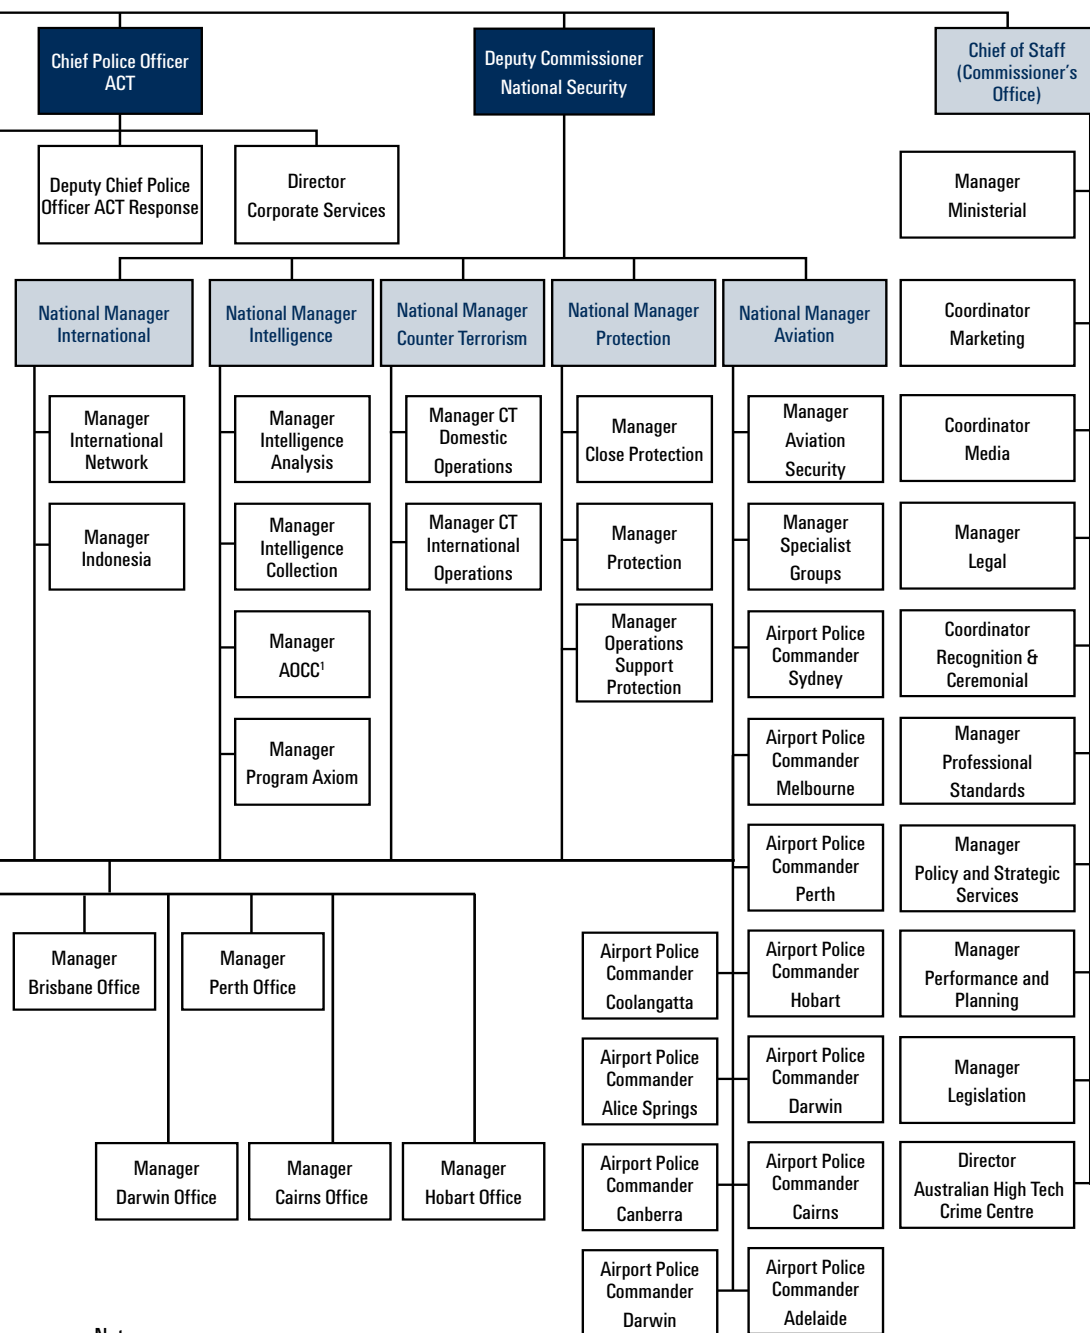 Chief Police Officer
ACT
Deputy Commissioner
National Security
Chief of Staff
(Commissioner's
Office)
Deputy Chief Police
Officer ACT Response
Director
Corporate Services
Manager
Ministerial
National Manager
International
National Manager
Intelligence
National Manager
Counter Terrorism
National Manager
Protection
National Manager
Aviation
Coordinator
Marketing
Manager
International
Network
Manager
Intelligence
Analysis
Manager CT
Domestic
Operations
Manager
Close Protection
Manager
Aviation
Security
Coordinator
Media
Manager
Indonesia
Manager
Intelligence
Collection
Manager CT
International
Operations
Manager
Protection
Manager
Specialist
Groups
Manager
Legal
Manager
AOCC¹
Manager
Operations
Support
Protection
Airport Police
Commander
Sydney
Coordinator
Recognition &
Ceremonial
Manager
Program Axiom
Airport Police
Commander
Melbourne
Manager
Professional
Standards
Airport Police
Commander
Perth
Manager
Policy and Strategic
Services
Manager
Brisbane Office
Manager
Perth Office
Airport Police
Commander
Coolangatta
Airport Police
Commander
Hobart
Manager
Performance and
Planning
Airport Police
Commander
Alice Springs
Airport Police
Commander
Darwin
Manager
Legislation
Manager
Darwin Office
Manager
Cairns Office
Manager
Hobart Office
Airport Police
Commander
Canberra
Airport Police
Commander
Cairns
Director
Australian High Tech
Crime Centre
Airport Police
Commander
Darwin
Airport Police
Commander
Adelaide